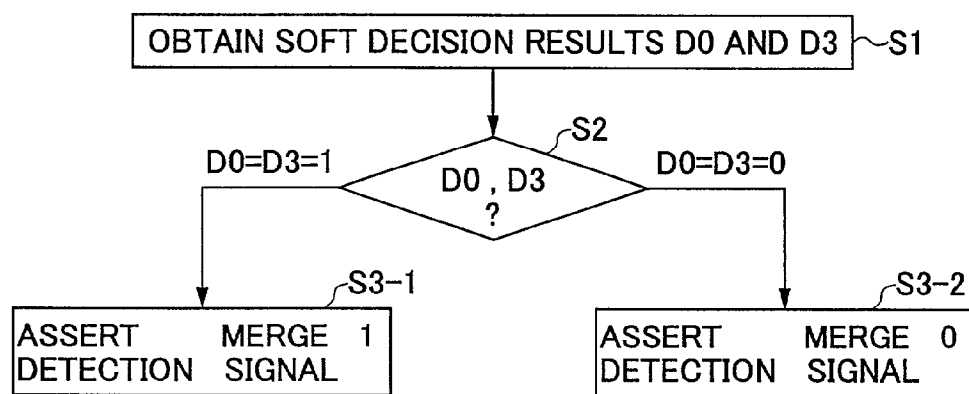 OBTAIN SOFT DECISION RESULTS D0 AND D3
S1
S2
D0=D3=1
D0 , D3
?
D0=D3=0
S3-1
ASSERT MERGE 1
DETECTION SIGNAL
S3-2
ASSERT MERGE 0
DETECTION SIGNAL